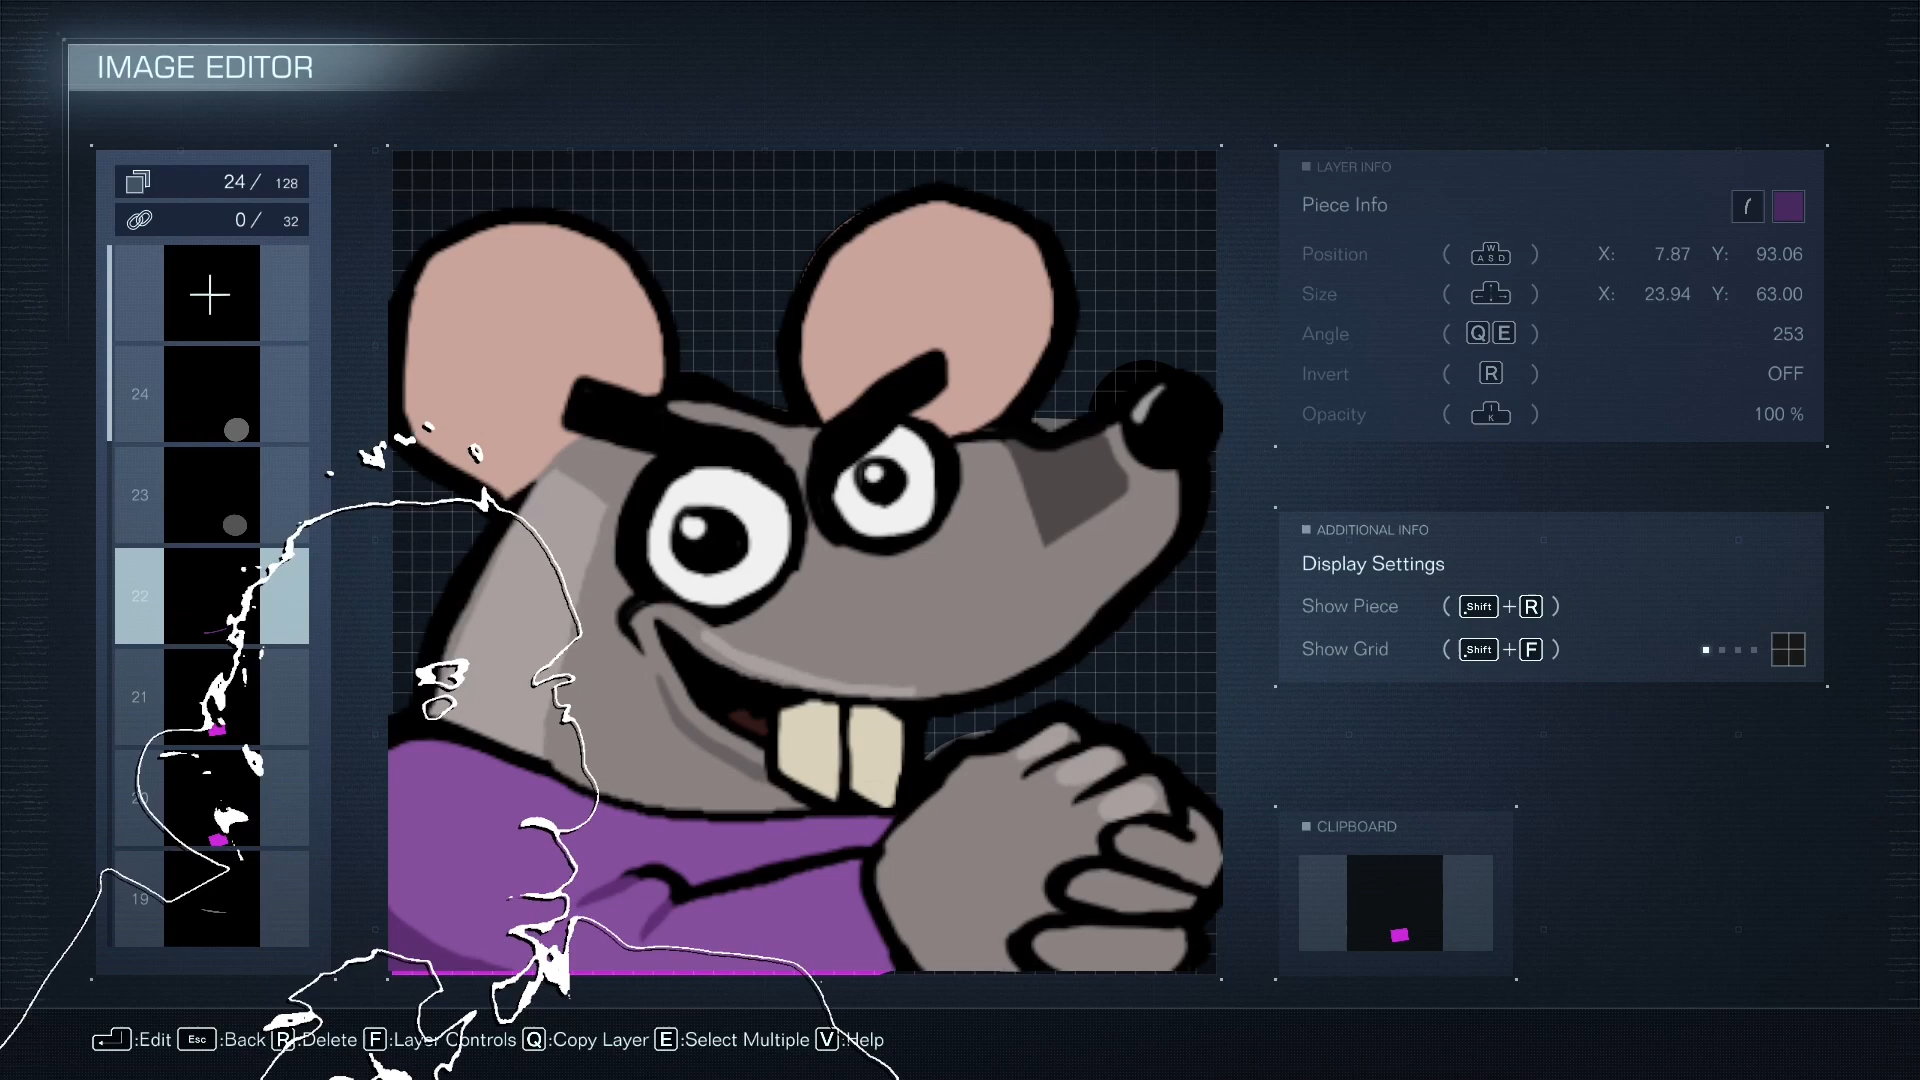 IMAGE EDITOR
24 / 128
0 / 32
24
23
22
21
20
19
LAYER INFO
Piece Info
Position ( W A S D ) X: 7.87 Y: 93.06
Size ( ← ↑ ↓ → ) X: 23.94 Y: 63.00
Angle ( Q E ) 253
Invert ( R ) OFF
Opacity ( I K ) 100 %
ADDITIONAL INFO
Display Settings
Show Piece ( Shift + R )
Show Grid ( Shift + F )
CLIPBOARD
:Edit Esc :Back R :Delete F :Layer Controls Q :Copy Layer E :Select Multiple V :Help